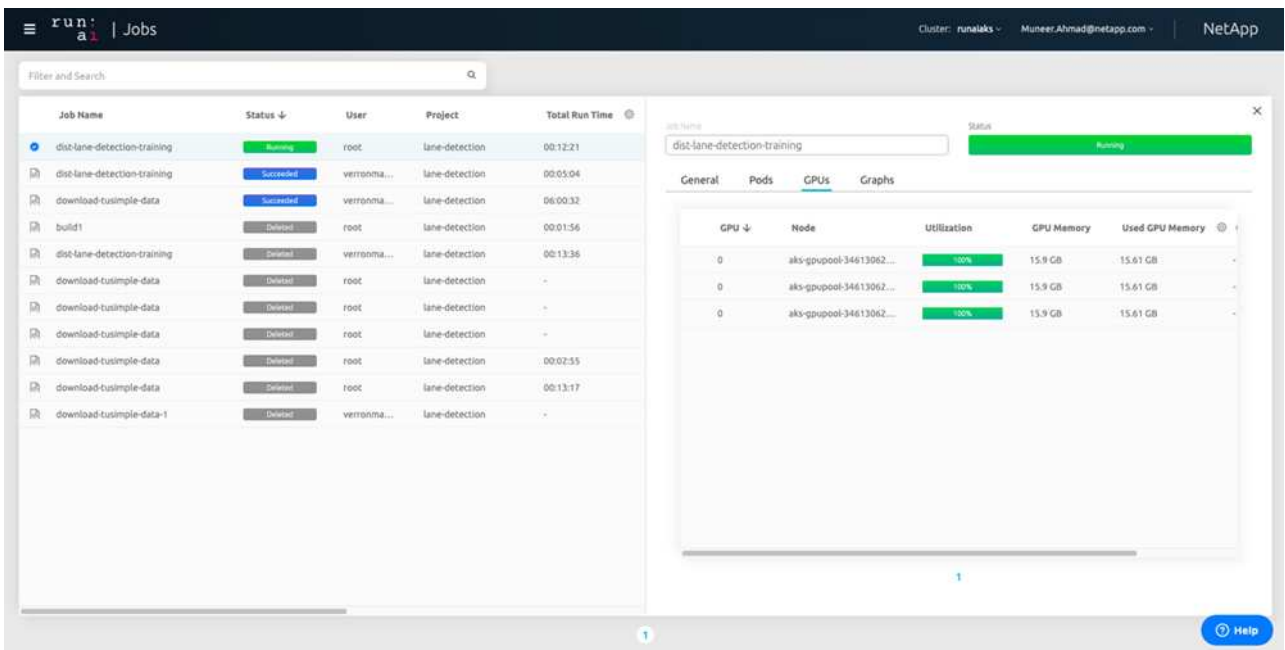 run:
ai | Jobs
Cluster: runaiaks
Muneer.Ahmad@netapp.com
NetApp
Filter and Search
Job Name Status User Project Total Run Time
dist-lane-detection-training Running root lane-detection 00:12:21
dist-lane-detection-training Succeeded verronma... lane-detection 00:05:04
download-tusimple-data Succeeded verronma... lane-detection 06:00:32
build1 Deleted root lane-detection 00:01:56
dist-lane-detection-training Deleted verronma... lane-detection 00:13:36
download-tusimple-data Deleted root lane-detection -
download-tusimple-data Deleted root lane-detection -
download-tusimple-data Deleted root lane-detection -
download-tusimple-data Deleted root lane-detection 00:02:55
download-tusimple-data Deleted root lane-detection 00:13:17
download-tusimple-data-1 Deleted verronma... lane-detection -
Job Name Status
dist-lane-detection-training Running
General Pods GPUs Graphs
GPU Node Utilization GPU Memory Used GPU Memory
0 aks-gpupool-34613062... 100% 15.9 GB 15.61 GB -
0 aks-gpupool-34613062... 100% 15.9 GB 15.61 GB -
0 aks-gpupool-34613062... 100% 15.9 GB 15.61 GB -
1
1
Help